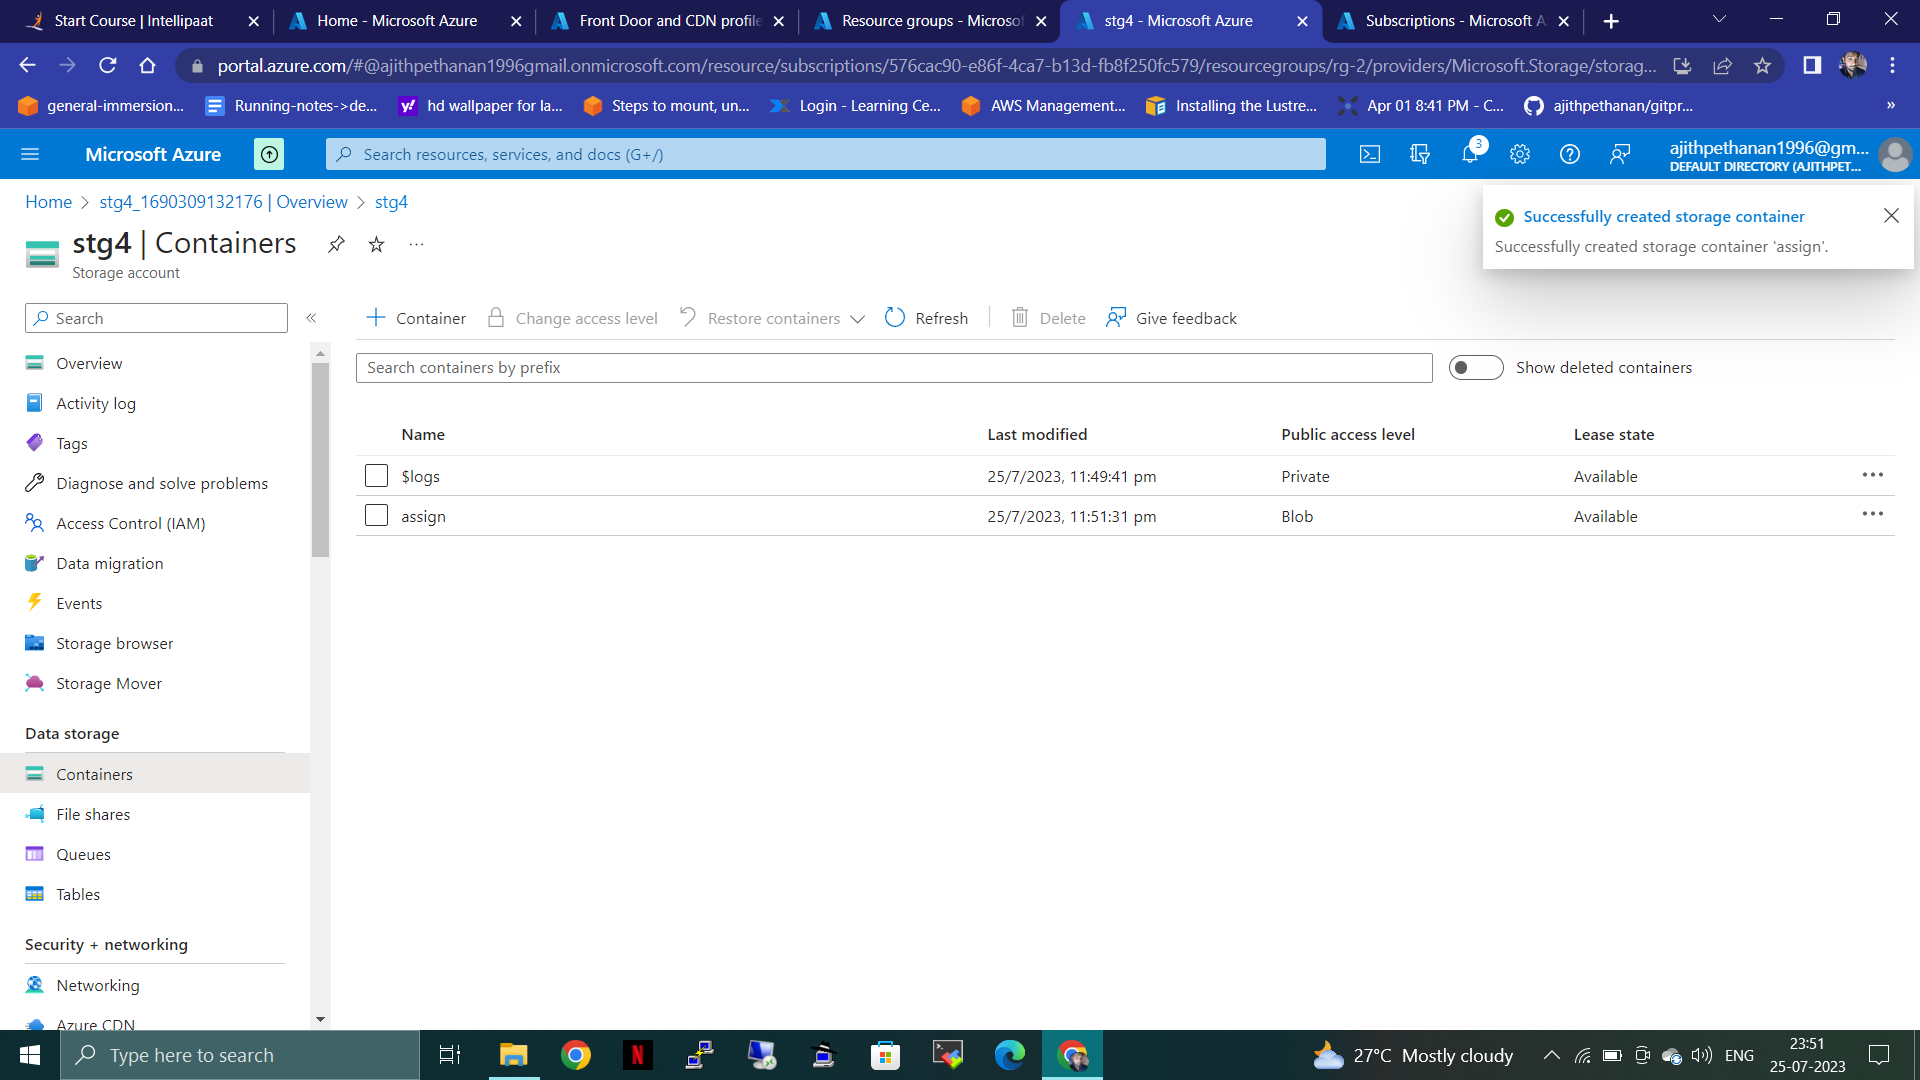 Start Course | Intellipaat
Home - Microsoft Azure
Front Door and CDN profile
Resource groups - Microsof
stg4 - Microsoft Azure
Subscriptions - Microsoft A
portal.azure.com/#@ajithpethanan1996gmail.onmicrosoft.com/resource/subscriptions/576cac90-e86f-4ca7-b13d-fb8f250fc579/resourcegroups/rg-2/providers/Microsoft.Storage/storag...
general-immersion...
Running-notes->de...
hd wallpaper for la...
Steps to mount, un...
Login - Learning Ce...
AWS Management...
Installing the Lustre...
Apr 01 8:41 PM - C...
ajithpethanan/gitpr...
»
Microsoft Azure
Search resources, services, and docs (G+/)
3
ajithpethanan1996@gm...
DEFAULT DIRECTORY (AJITHPET...
Home > stg4_1690309132176 | Overview > stg4
stg4 | Containers
...
Storage account
Successfully created storage container
Successfully created storage container 'assign'.
Search
«
Container
Change access level
Restore containers
Refresh
Delete
Give feedback
Search containers by prefix
Show deleted containers
Name Last modified Public access level Lease state
$logs 25/7/2023, 11:49:41 pm Private Available ...
assign 25/7/2023, 11:51:31 pm Blob Available ...
Overview
Activity log
Tags
Diagnose and solve problems
Access Control (IAM)
Data migration
Events
Storage browser
Storage Mover
Data storage
Containers
File shares
Queues
Tables
Security + networking
Networking
Azure CDN
Type here to search
27°C Mostly cloudy
ENG
23:51
25-07-2023